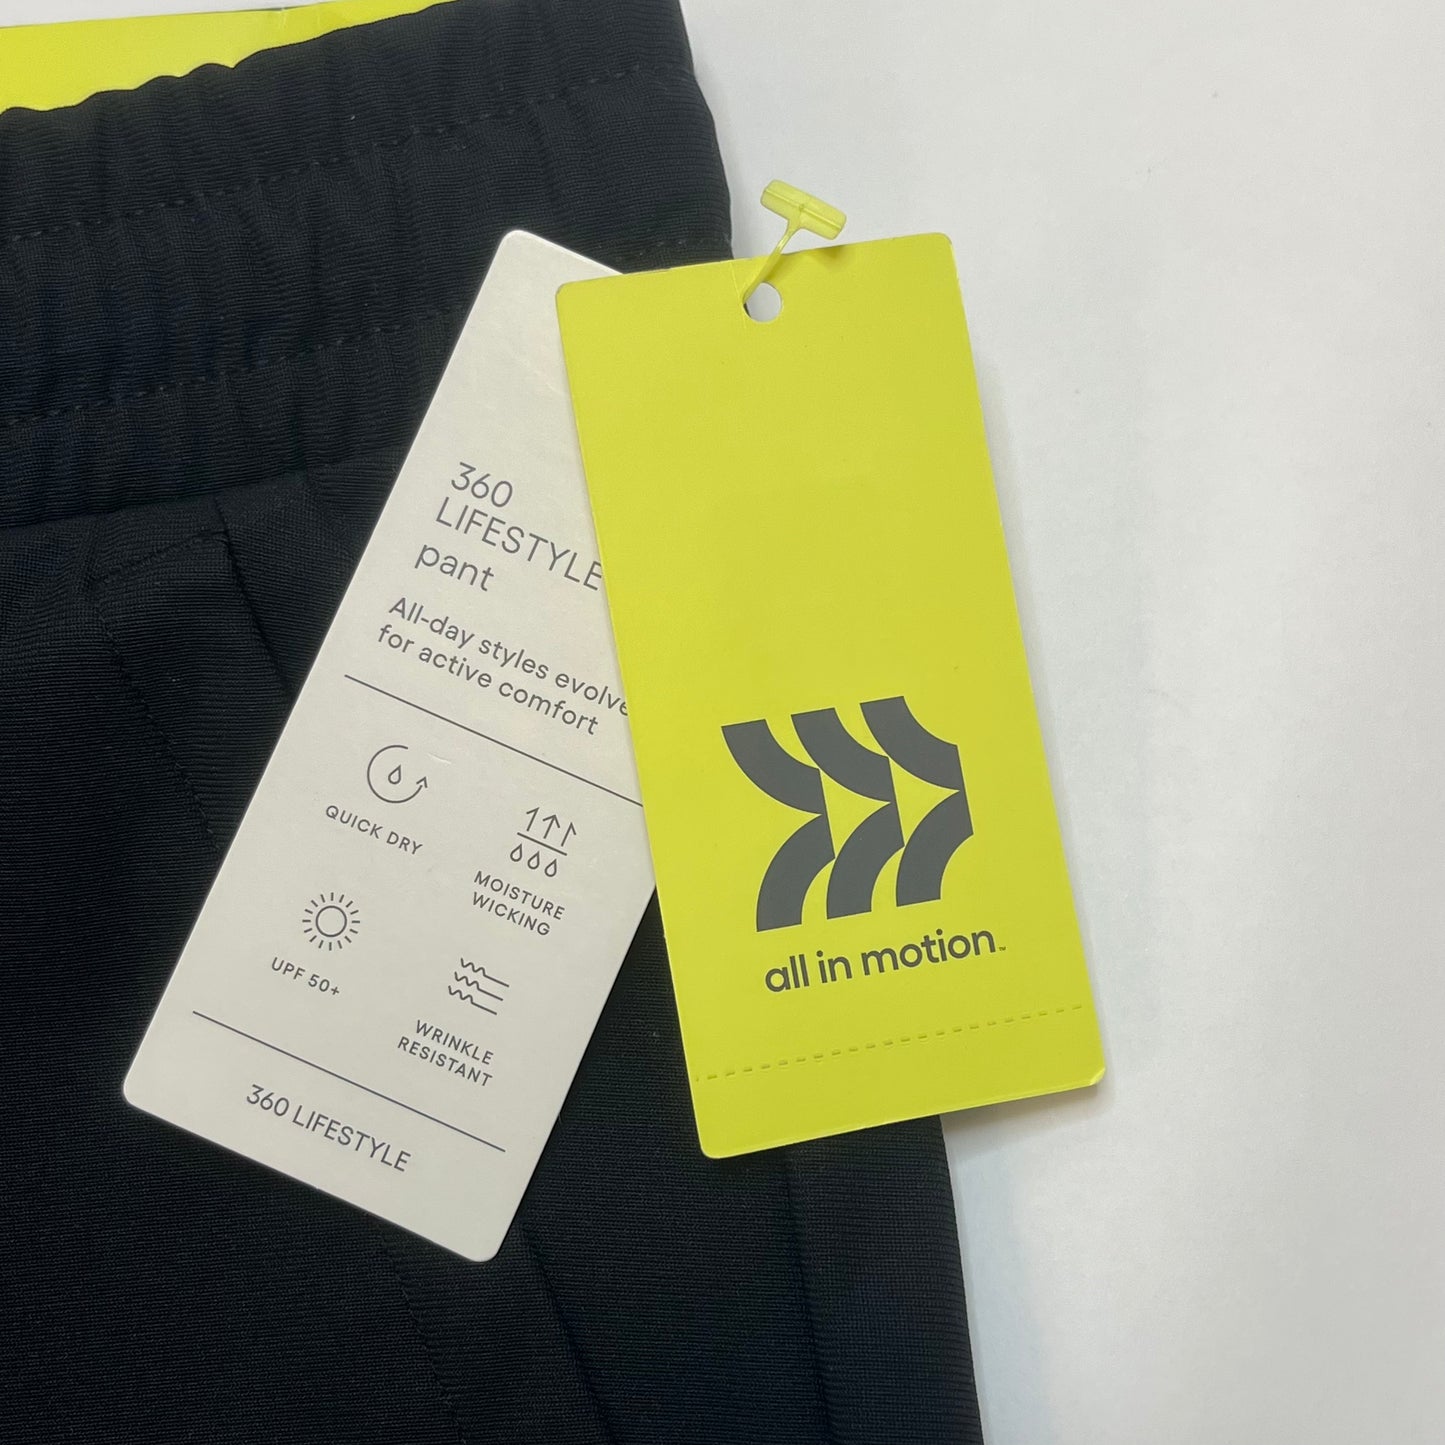 360
LIFESTYLE
pant
All-day styles evolve
for active comfort
QUICK DRY
MOISTURE
WICKING
UPF 50+
WRINKLE
RESISTANT
360 LIFESTYLE
all in motion™